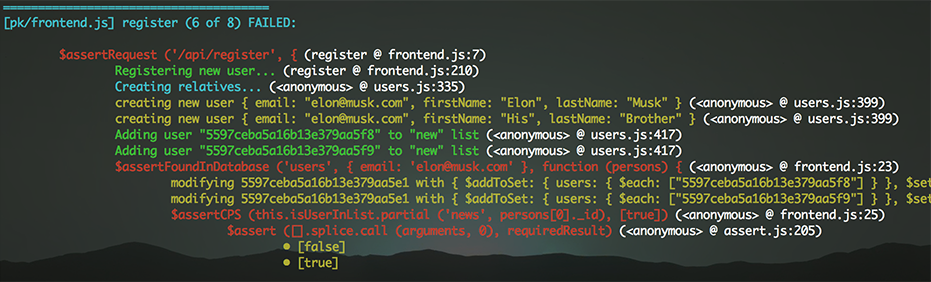 [pk/frontend.js] register (6 of 8) FAILED:
$assertRequest ('/api/register', { (register @ frontend.js:7)
Registering new user... (register @ frontend.js:210)
Creating relatives... (<anonymous> @ users.js:335)
creating new user { email: "elon@musk.com", firstName: "Elon", lastName: "Musk" } (<anonymous> @ users.js:399)
creating new user { email: "elon@musk.com", firstName: "His", lastName: "Brother" } (<anonymous> @ users.js:399)
Adding user "5597ceba5a16b13e379aa5f8" to "new" list (<anonymous> @ users.js:417)
Adding user "5597ceba5a16b13e379aa5f9" to "new" list (<anonymous> @ users.js:417)
$assertFoundInDatabase ('users', { email: 'elon@musk.com' }, function (persons) { (<anonymous> @ frontend.js:23)
modifying 5597ceba5a16b13e379aa5e1 with { $addToSet: { users: { $each: ["5597ceba5a16b13e379aa5f8"] } }, $set
modifying 5597ceba5a16b13e379aa5e1 with { $addToSet: { users: { $each: ["5597ceba5a16b13e379aa5f9"] } }, $set
$assertCPS (this.isUserInList.partial ('news', persons[0]._id), [true]) (<anonymous> @ frontend.js:25)
$assert ([].splice.call (arguments, 0), requiredResult) (<anonymous> @ assert.js:205)
• [false]
• [true]